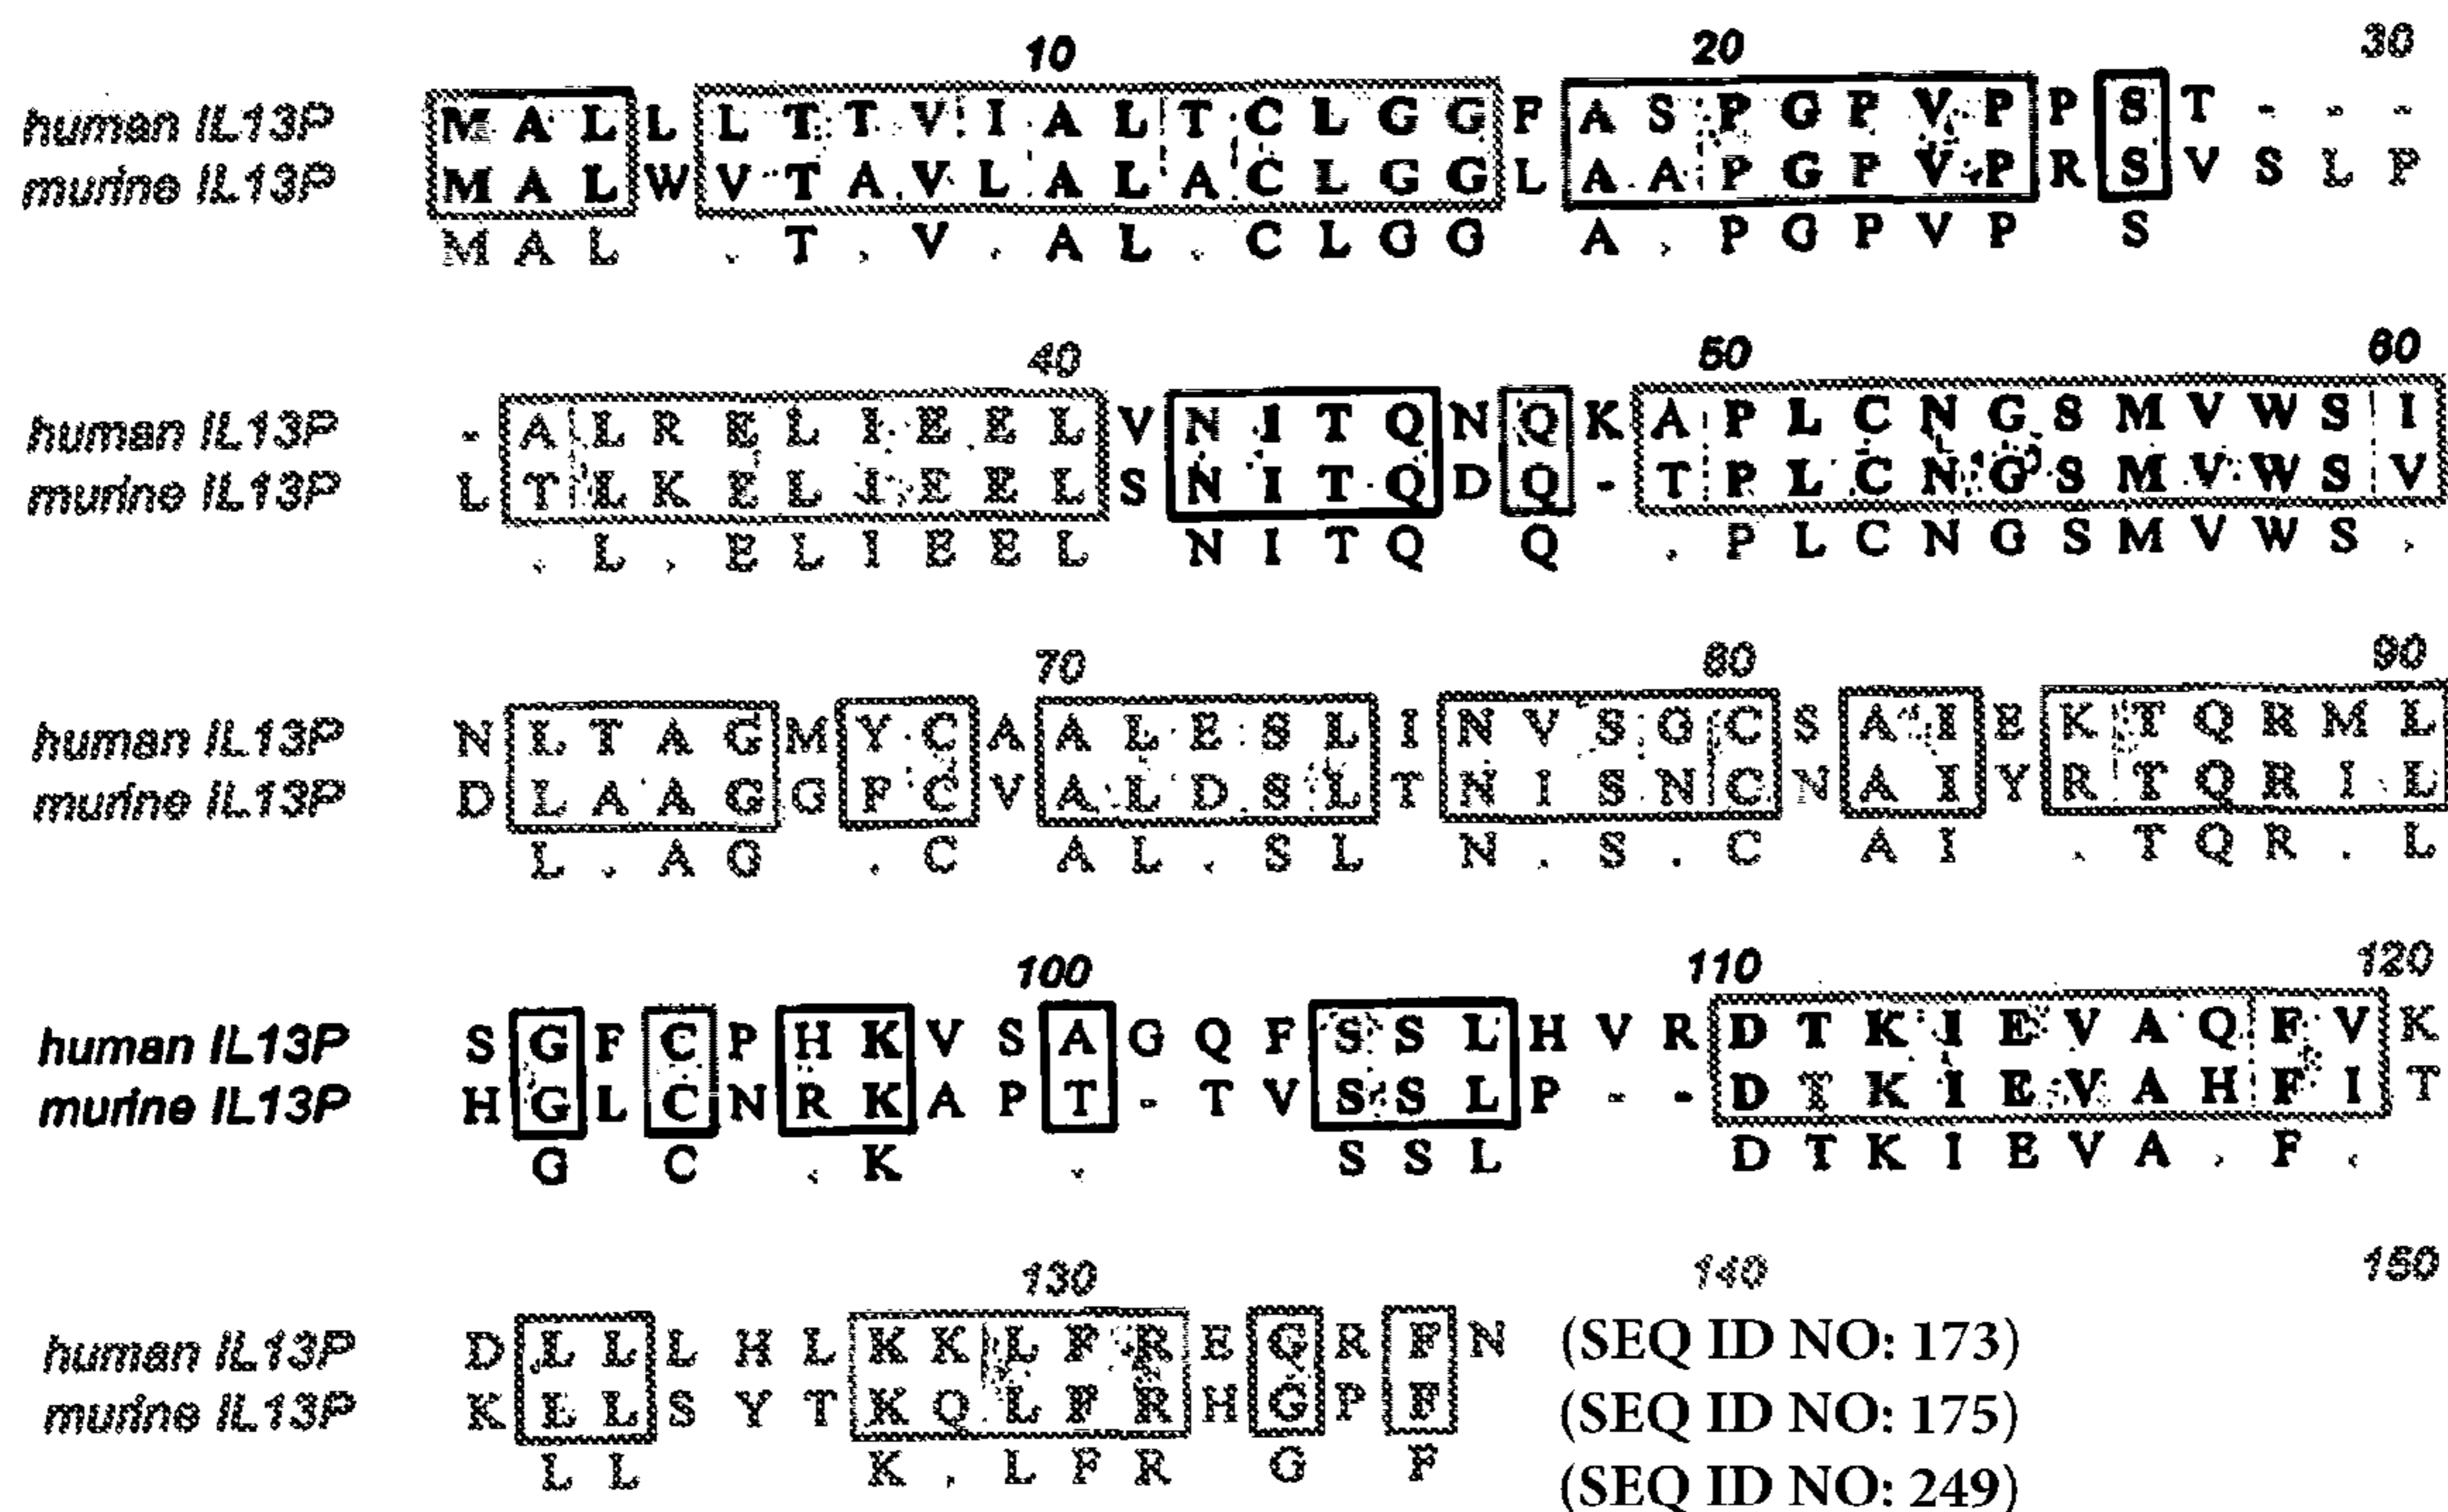 10 20 30
human IL13P M A L L L T T V I A L T C L G G F A S P G P V P P S T - - -
murine IL13P M A L W V T A V L A L A C L G G L A A P G P V P R S V S L P
M A L . T . V . A L . C L G G A . P G P V P S
40 50 60
human IL13P - A L R E L I E E L V N I T Q N Q K A P L C N G S M V W S I
murine IL13P L T L K E L I E E L S N I T Q D Q - T P L C N G S M V W S V
. L . E L I E E L N I T Q Q . P L C N G S M V W S .
70 80 90
human IL13P N L T A G M Y C A A L E S L I N V S G C S A I E K T Q R M L
murine IL13P D L A A G G F C V A L D S L T N I S N C N A I Y R T Q R I L
L . A G . C A L . S L N . S . C A I . T Q R . L
100 110 120
human IL13P S G F C P H K V S A G Q F S S L H V R D T K I E V A Q F V K
murine IL13P H G L C N R K A P T - T V S S L P - - D T K I E V A H F I T
G C . K . S S L D T K I E V A . F .
130 140 150
human IL13P D L L L H L K K L F R E G R F N (SEQ ID NO: 173)
murine IL13P K L L S Y T K Q L F R H G P F (SEQ ID NO: 175)
L L K . L F R G F (SEQ ID NO: 249)